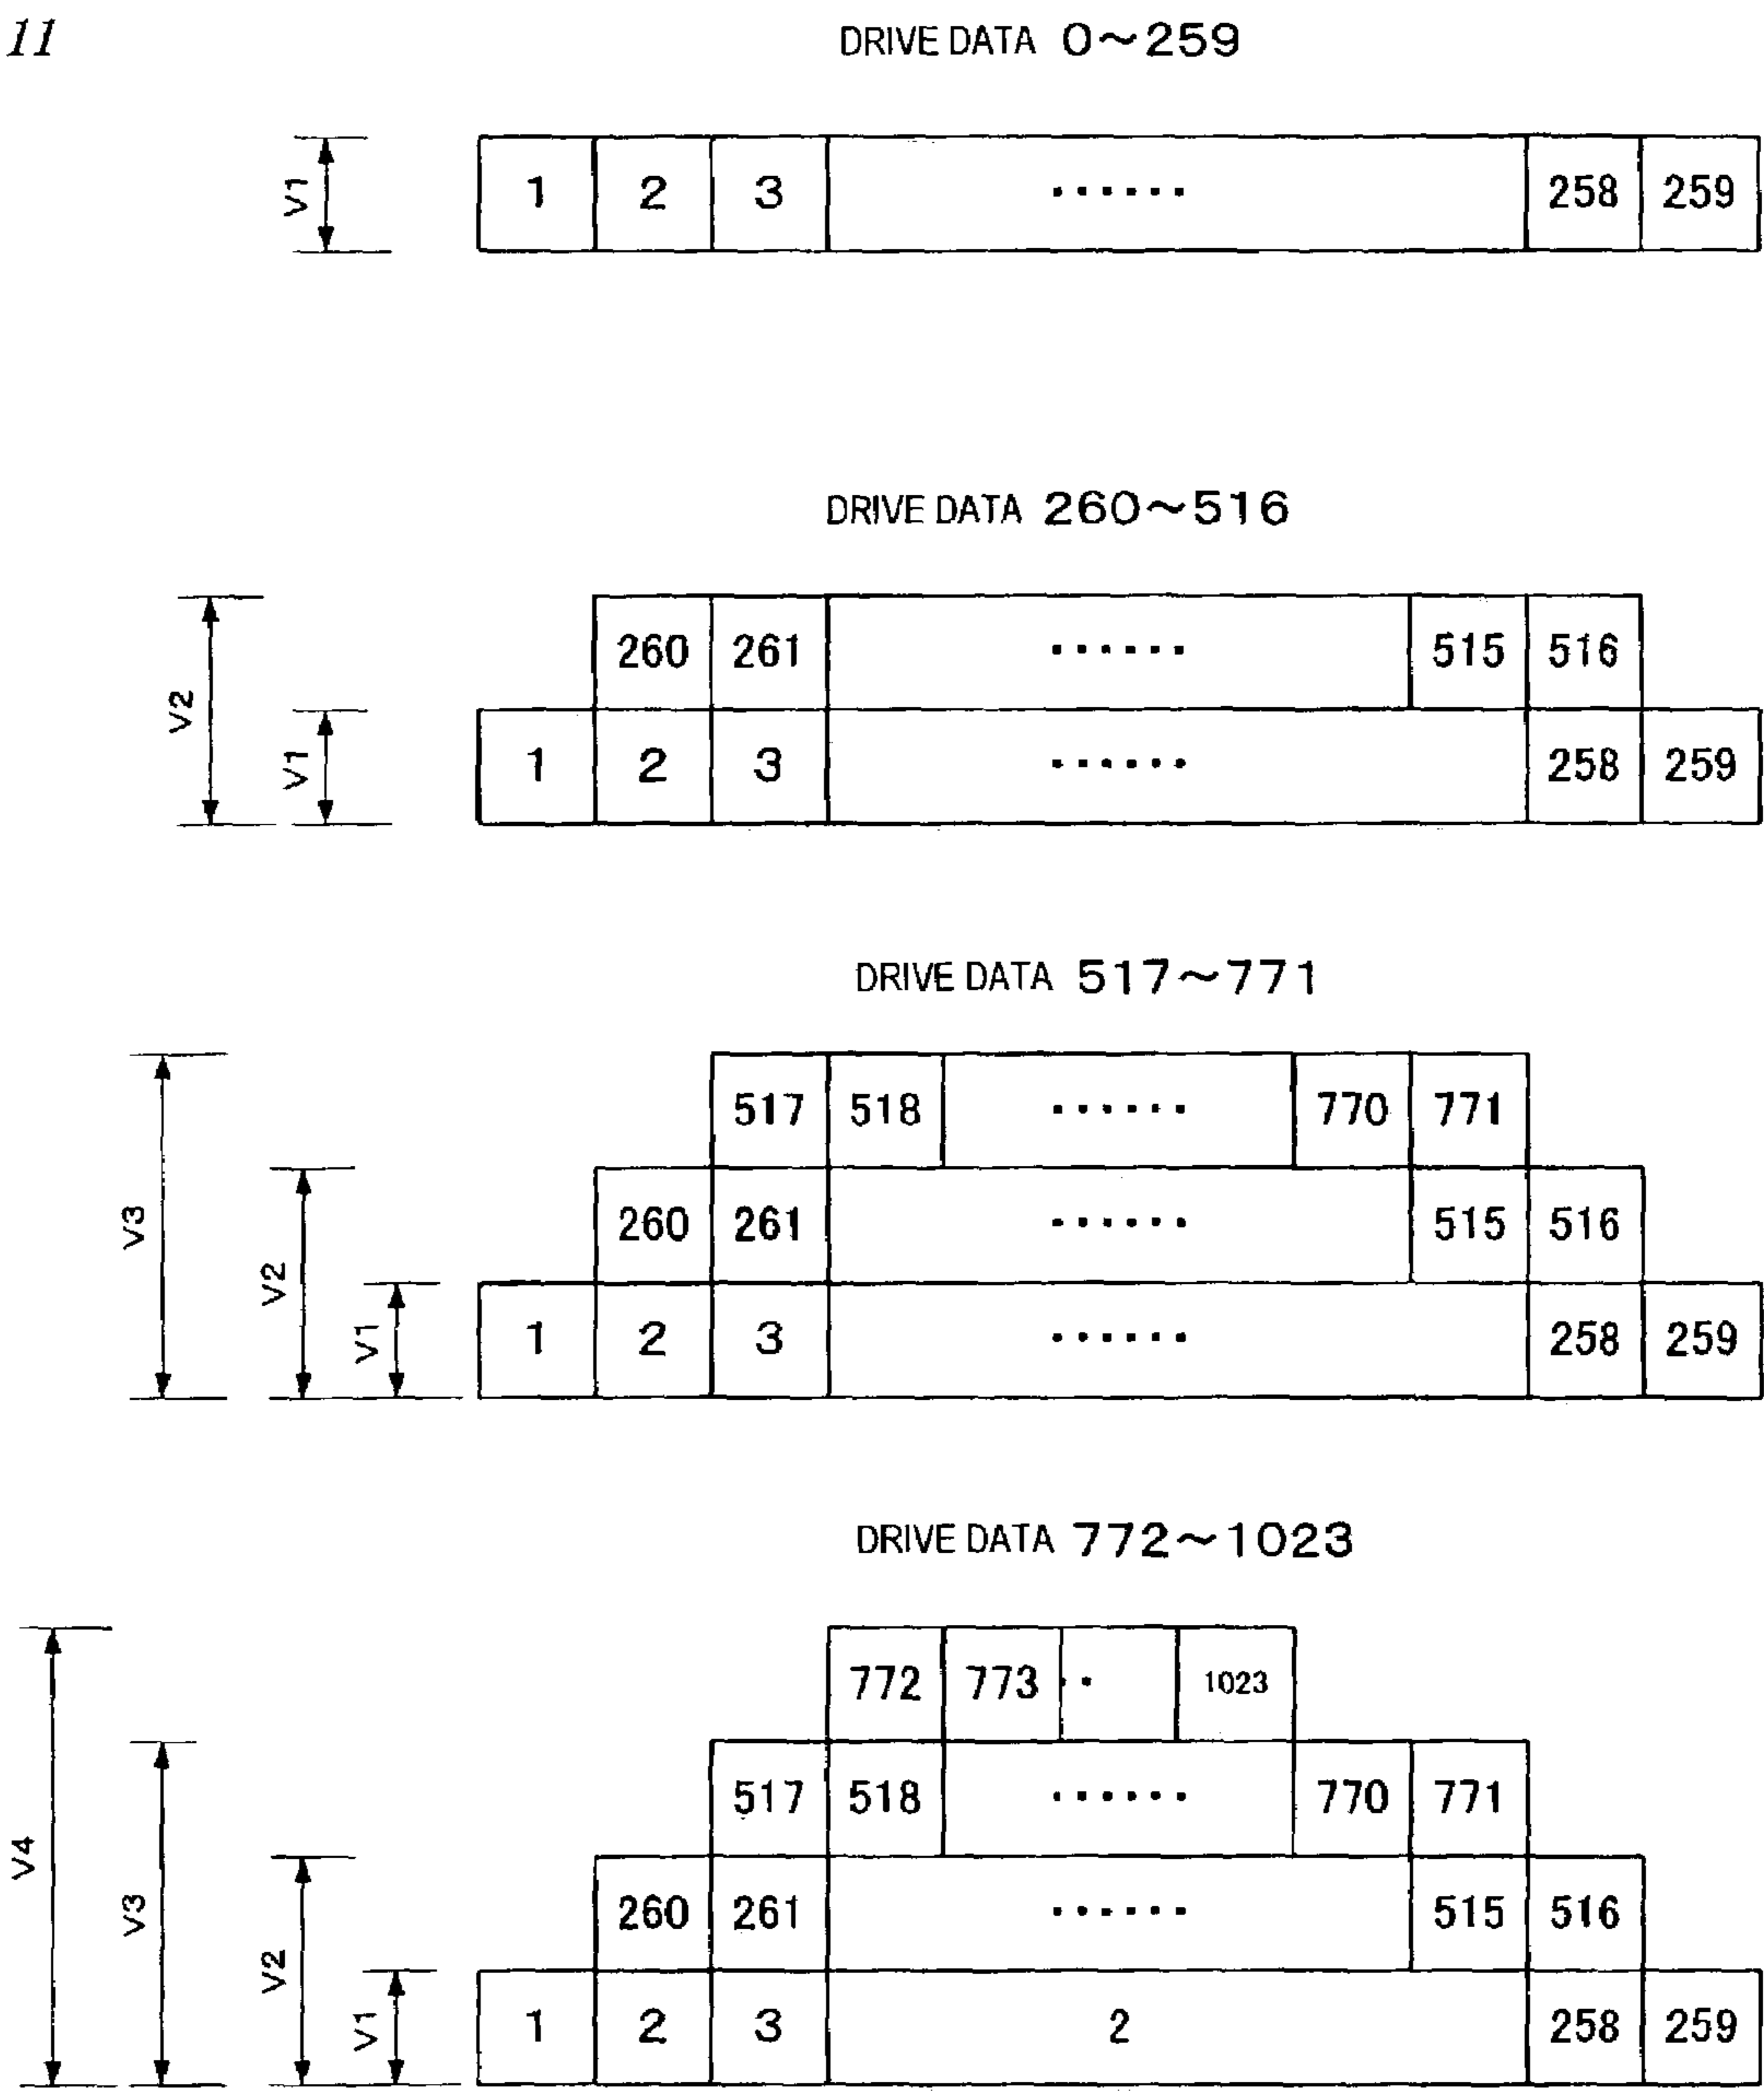 11
DRIVE DATA 0～259
V1
1 2 3 ······ 258 259
DRIVE DATA 260～516
V2
260 261 ······ 515 516
V1
1 2 3 ······ 258 259
DRIVE DATA 517～771
V3
517 518 ······ 770 771
V2
260 261 ······ 515 516
V1
1 2 3 ······ 258 259
DRIVE DATA 772～1023
V4
772 773 ·· 1023
V3
517 518 ······ 770 771
V2
260 261 ······ 515 516
V1
1 2 3 2 258 259